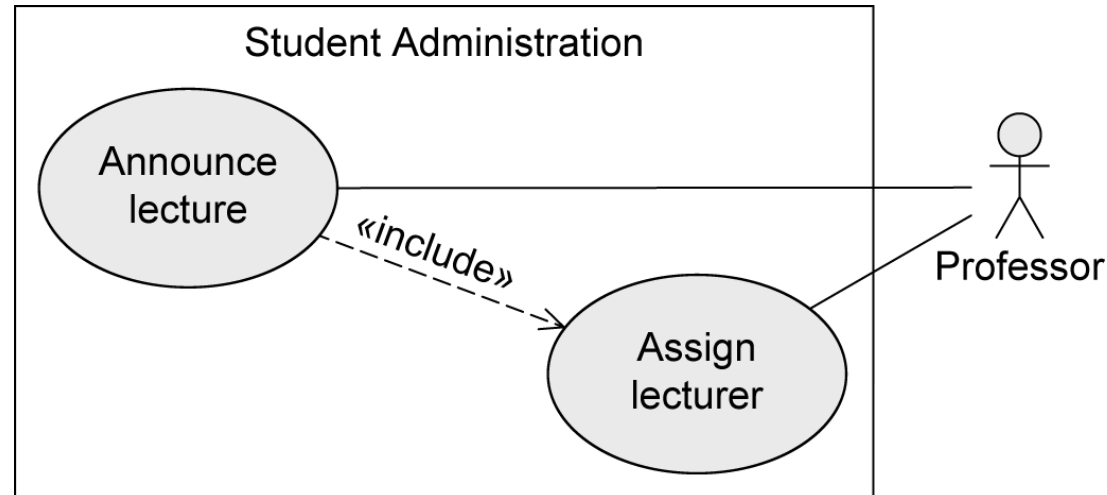 Student Administration
Announce
lecture
«include»
Professor
Assign
lecturer